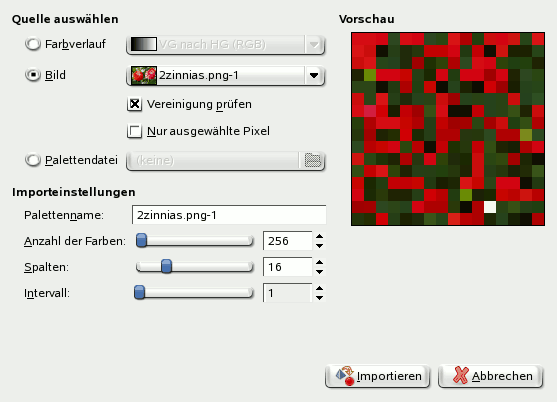 Quelle auswählen
Vorschau
Farbverlauf
VG nach HG (RGB)
Bild
2zinnias.png-1
Vereinigung prüfen
Nur ausgewählte Pixel
Palettendatei
(keine)
Importeinstellungen
Palettenname:
2zinnias.png-1
Anzahl der Farben:
256
Spalten:
16
Intervall:
1
Importieren
Abbrechen